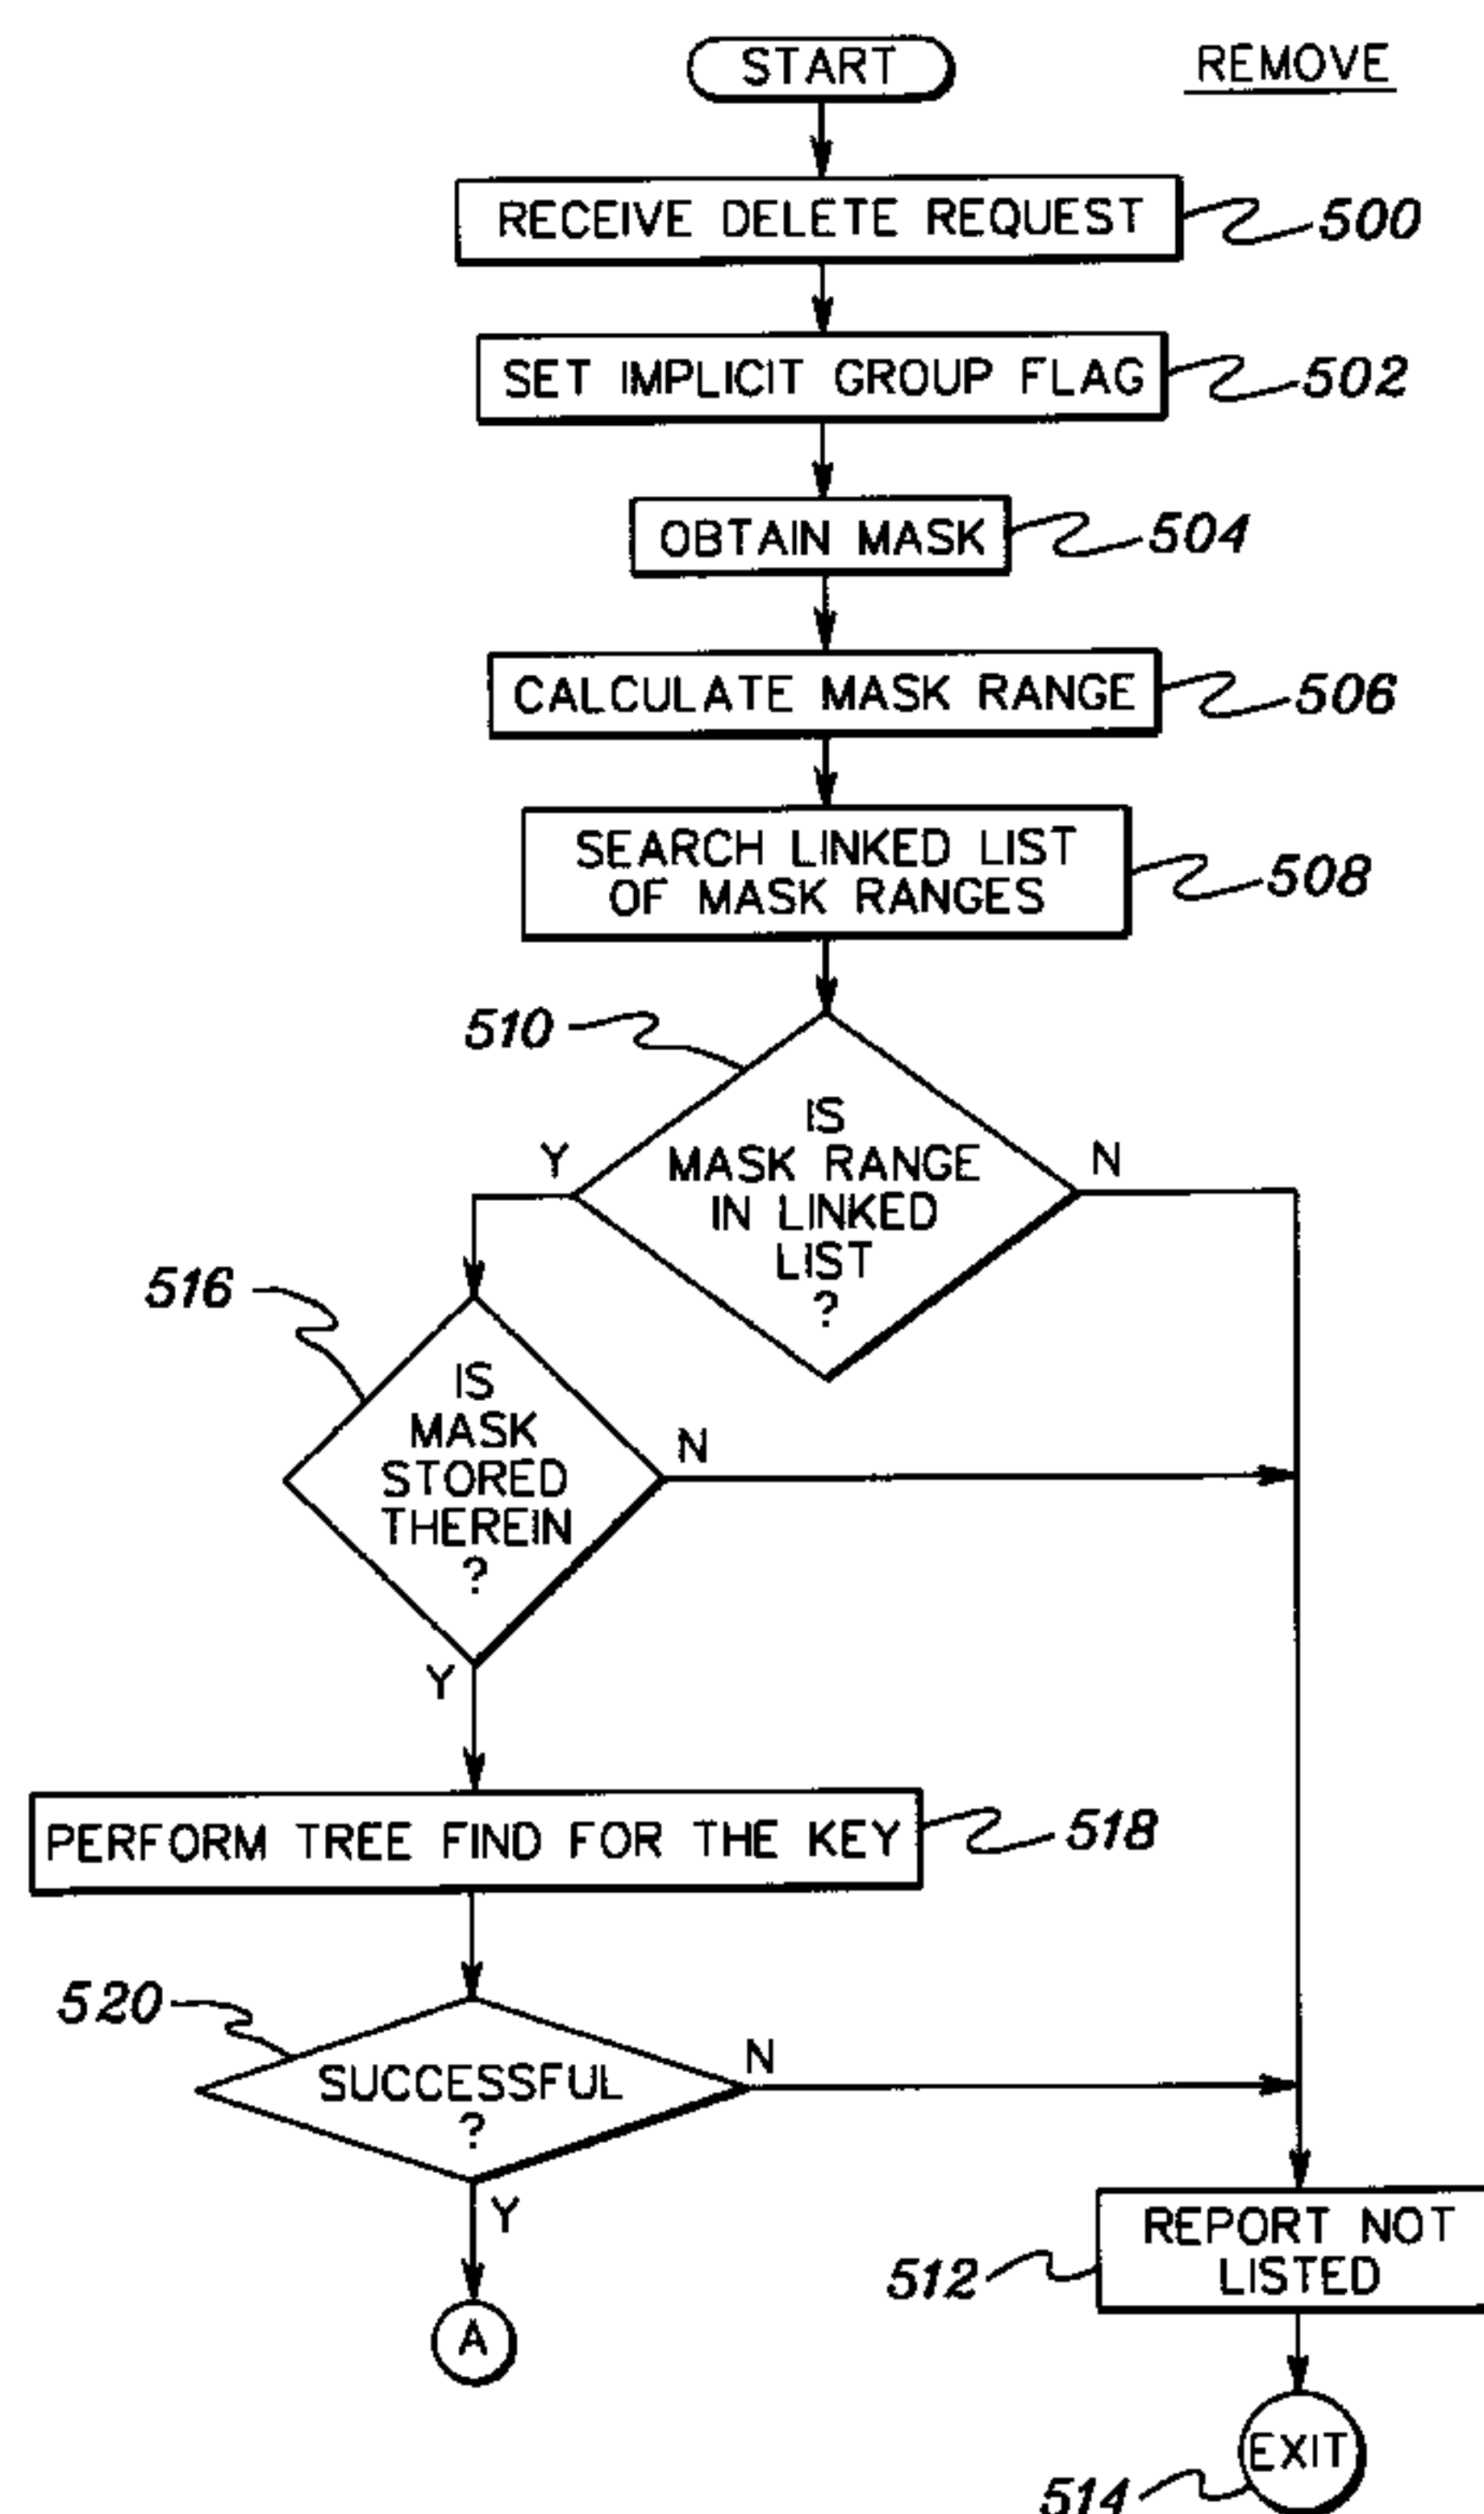 START
REMOVE
RECEIVE DELETE REQUEST
500
SET IMPLICIT GROUP FLAG
502
OBTAIN MASK
504
CALCULATE MASK RANGE
506
SEARCH LINKED LIST
OF MASK RANGES
508
510
IS
MASK RANGE
IN LINKED
LIST
?
Y
N
516
IS
MASK
STORED
THEREIN
?
N
Y
PERFORM TREE FIND FOR THE KEY
518
520
SUCCESSFUL
?
N
Y
A
REPORT NOT
LISTED
512
EXIT
514